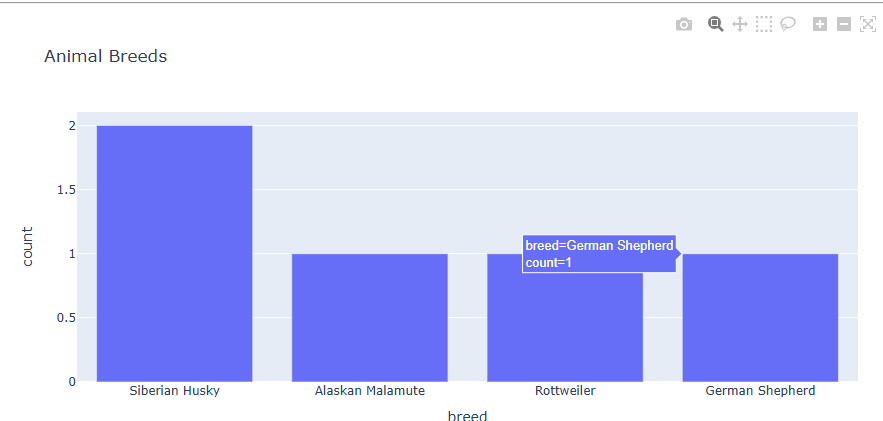 Animal Breeds
2
1.5
1
0.5
0
count
breed=German Shepherd
count=1
Siberian Husky
Alaskan Malamute
Rottweiler
German Shepherd
breed